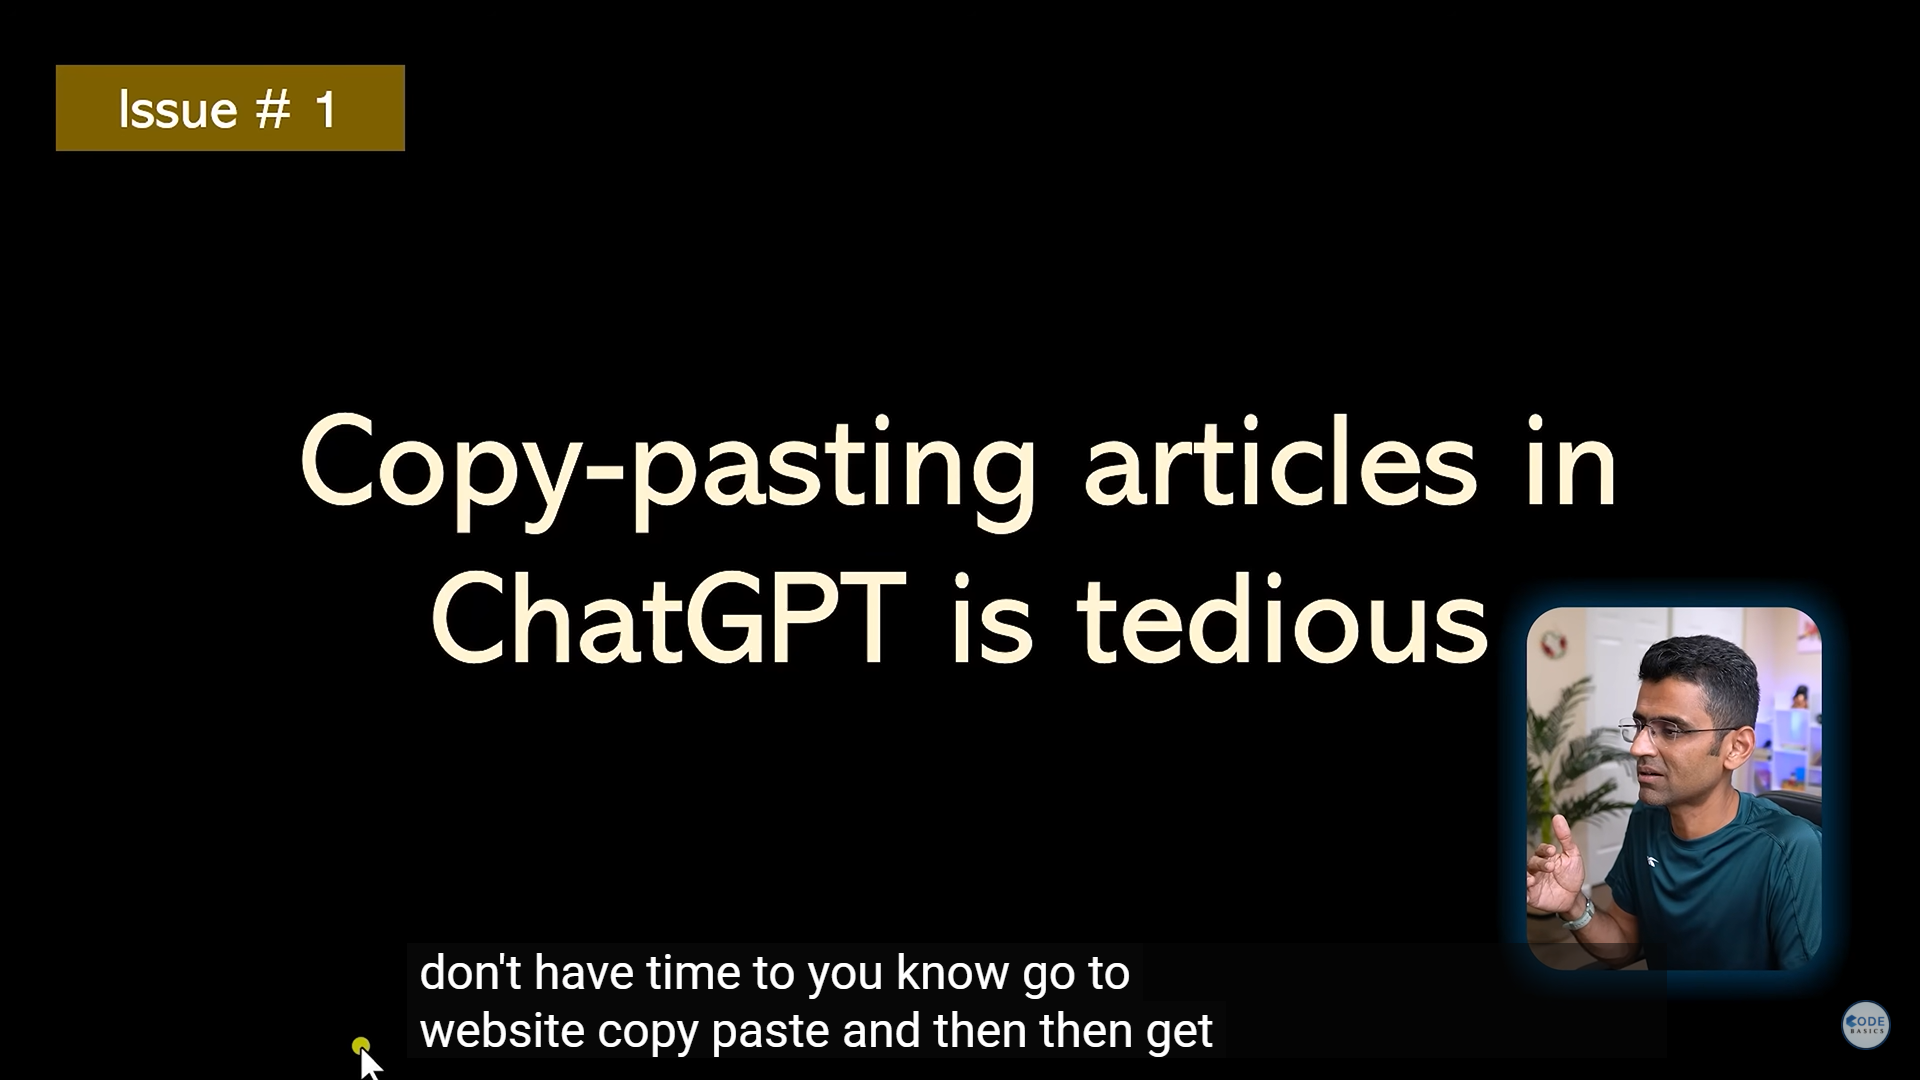 Issue # 1
Copy-pasting articles in
ChatGPT is tedious
don't have time to you know go to
website copy paste and then then get
CODE
BASICS